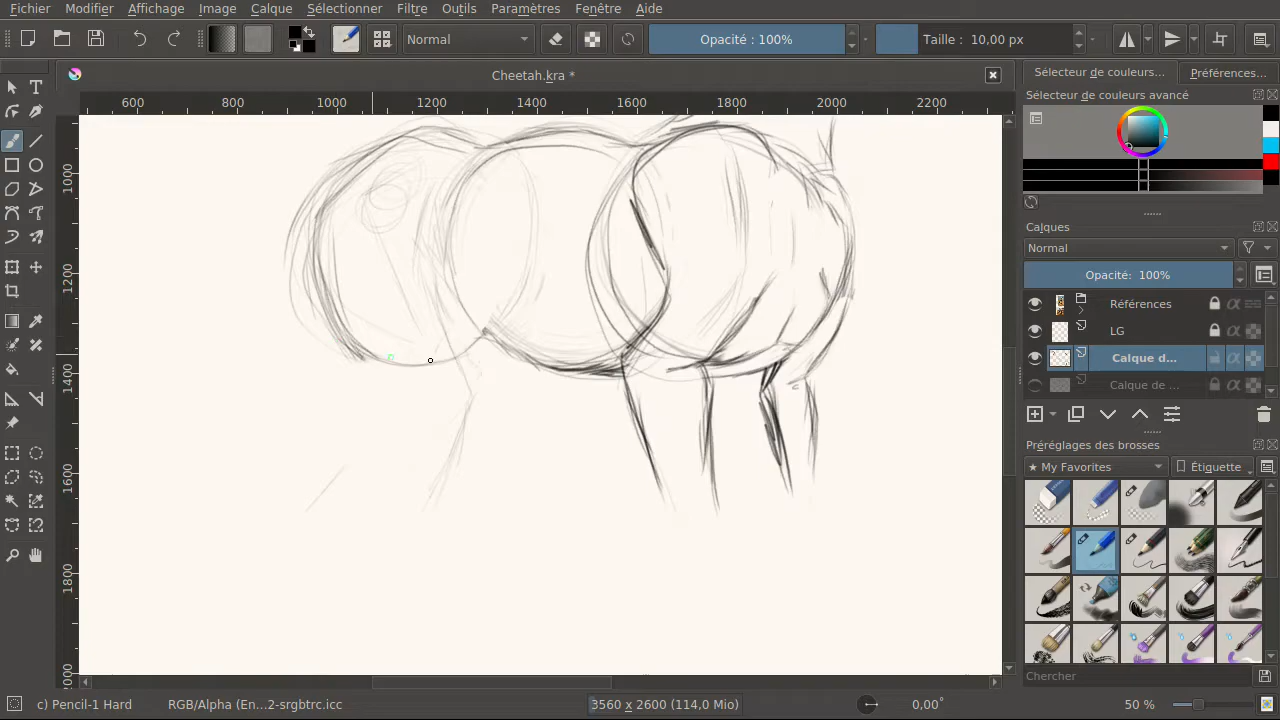 Fichier Modifier Affichage Image Calque Sélectionner Filtre Outils Paramètres Fenêtre Aide
Normal Opacité : 100% Taille : 10,00 px
Cheetah.kra *
600 800 1000 1200 1400 1600 1800 2000 2200
1000
1200
1400
1600
1800
2000
Sélecteur de couleurs... Préférences...
Sélecteur de couleurs avancé
Calques
Normal
Opacité: 100%
Références
LG
Calque d...
Calque de ...
Préréglages des brosses
★ My Favorites Étiquette
Chercher
c) Pencil-1 Hard RGB/Alpha (En...2-srgbtrc.icc 3560 x 2600 (114,0 Mio) 0,00° 50 %